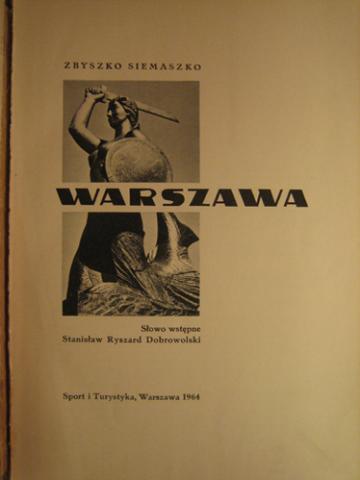 ZBYSZKO SIEMASZKO
WARSZAWA
Słowo wstępne
Stanisław Ryszard Dobrowolski
Sport i Turystyka, Warszawa 1964